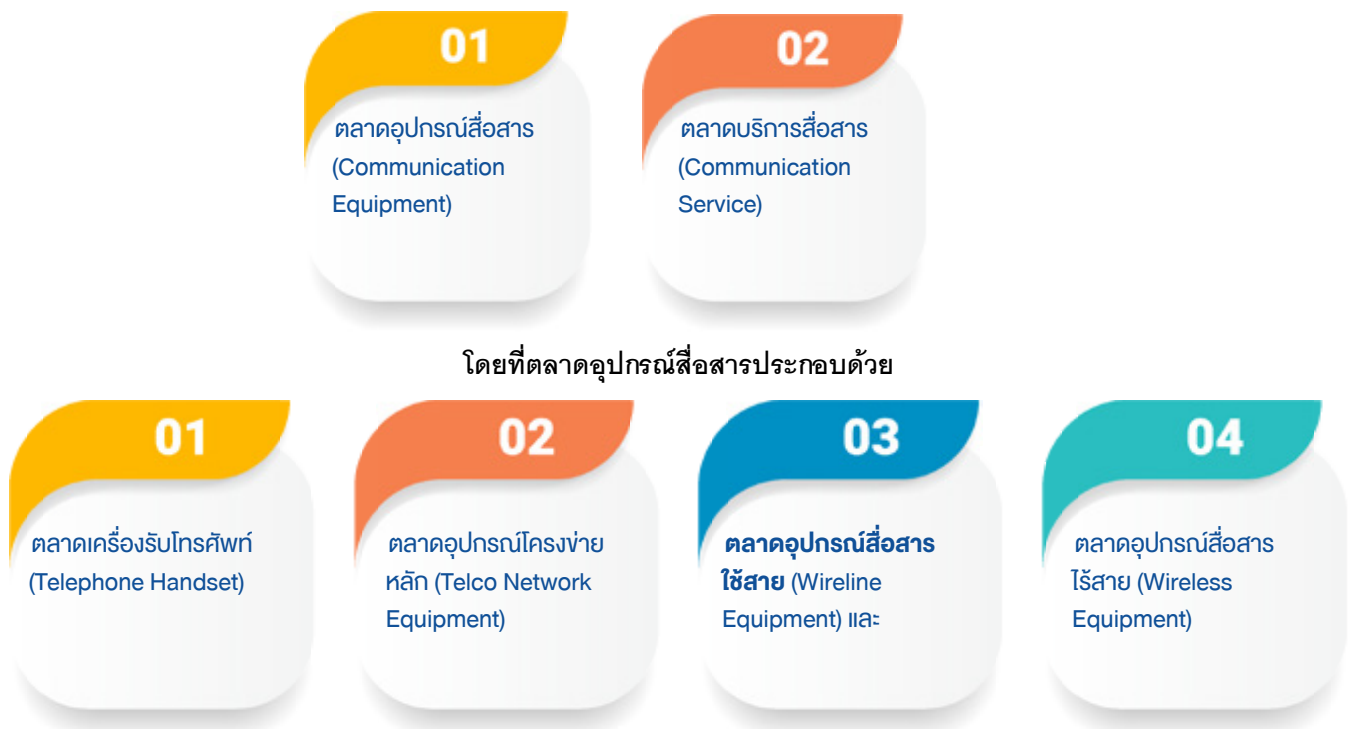 01
02
ตลาดอุปกรณ์สื่อสาร
(Communication
Equipment)
ตลาดบริการสื่อสาร
(Communication
Service)
โดยที่ตลาดอุปกรณ์สื่อสารประกอบด้วย
01
02
03
04
ตลาดเครื่องรับโทรศัพท์
(Telephone Handset)
ตลาดอุปกรณ์โครงข่าย
หลัก (Telco Network
Equipment)
ตลาดอุปกรณ์สื่อสาร
ใช้สาย (Wireline
Equipment) และ
ตลาดอุปกรณ์สื่อสาร
ไร้สาย (Wireless
Equipment)